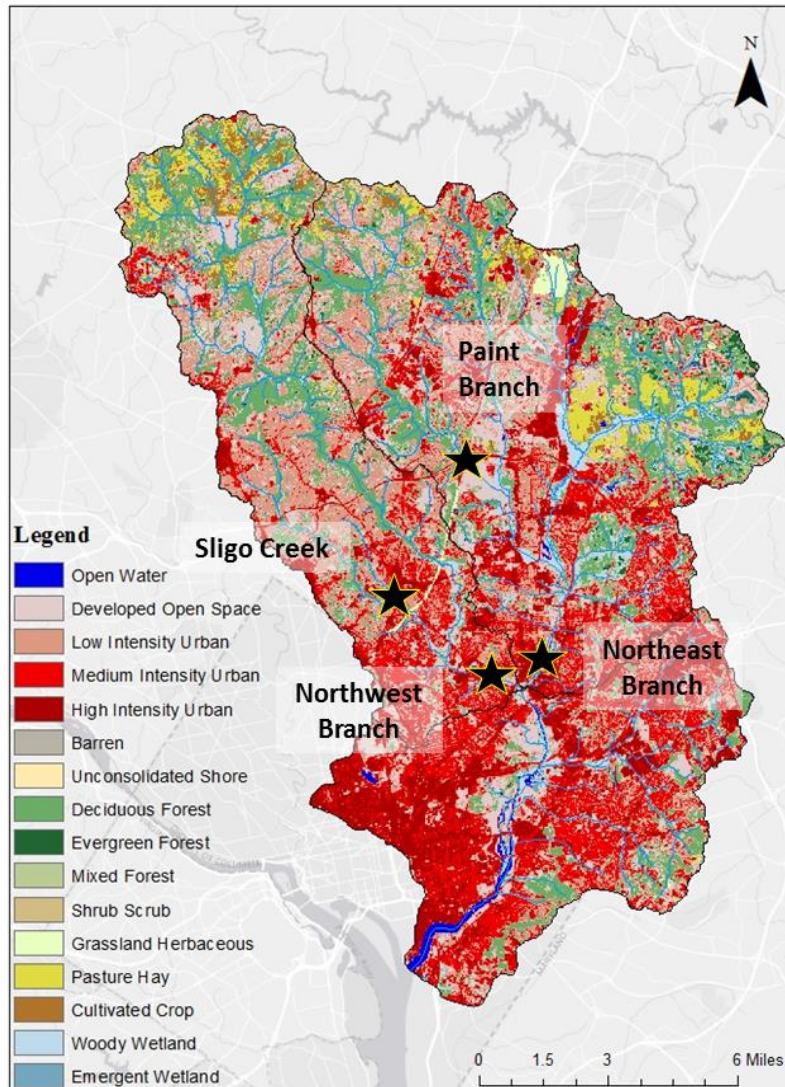 N
Paint
Branch
Sligo Creek
Northwest
Branch
Northeast
Branch
Legend
Open Water
Developed Open Space
Low Intensity Urban
Medium Intensity Urban
High Intensity Urban
Barren
Unconsolidated Shore
Deciduous Forest
Evergreen Forest
Mixed Forest
Shrub Scrub
Grassland Herbaceous
Pasture Hay
Cultivated Crop
Woody Wetland
Emergent Wetland
MARYLAND
0 1.5 3 6 Miles